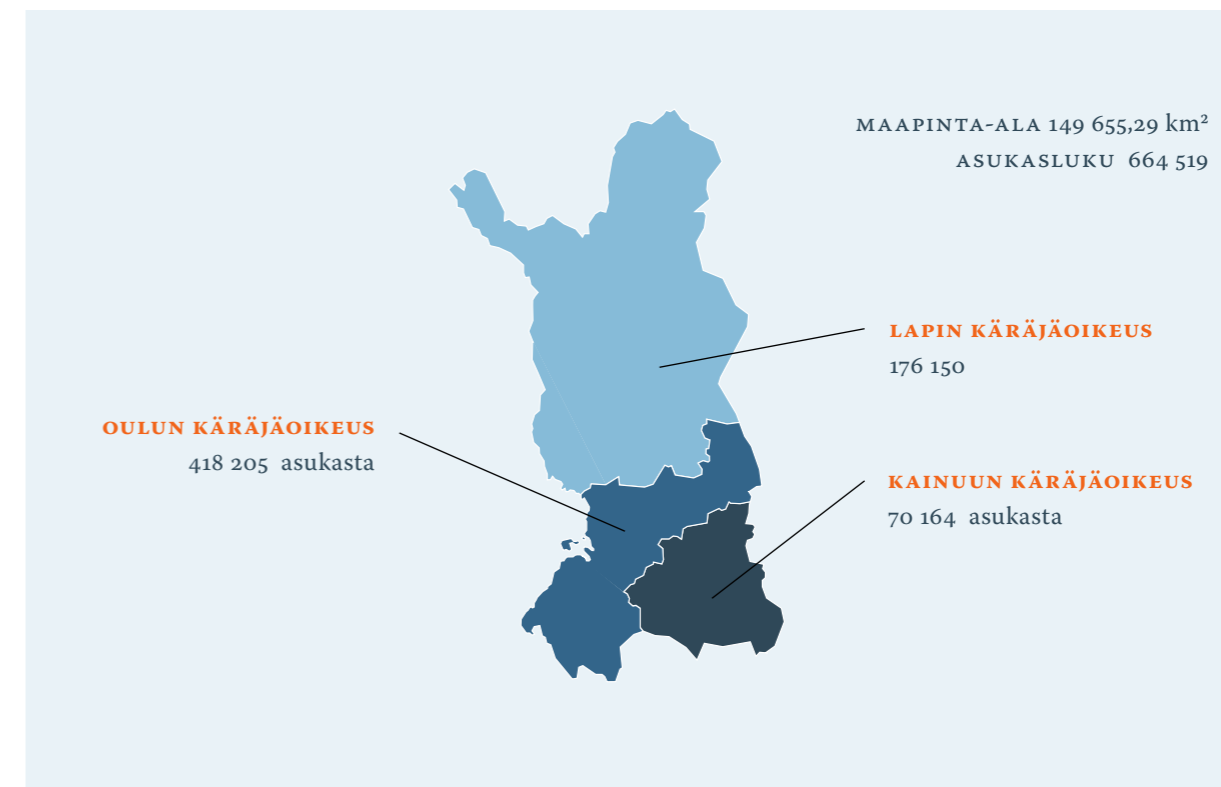 MAAPINTA-ALA 149 655,29 km²
ASUKASLUKU 664 519
LAPIN KÄRÄJÄOIKEUS
176 150
OULUN KÄRÄJÄOIKEUS
418 205 asukasta
KAINUUN KÄRÄJÄOIKEUS
70 164 asukasta